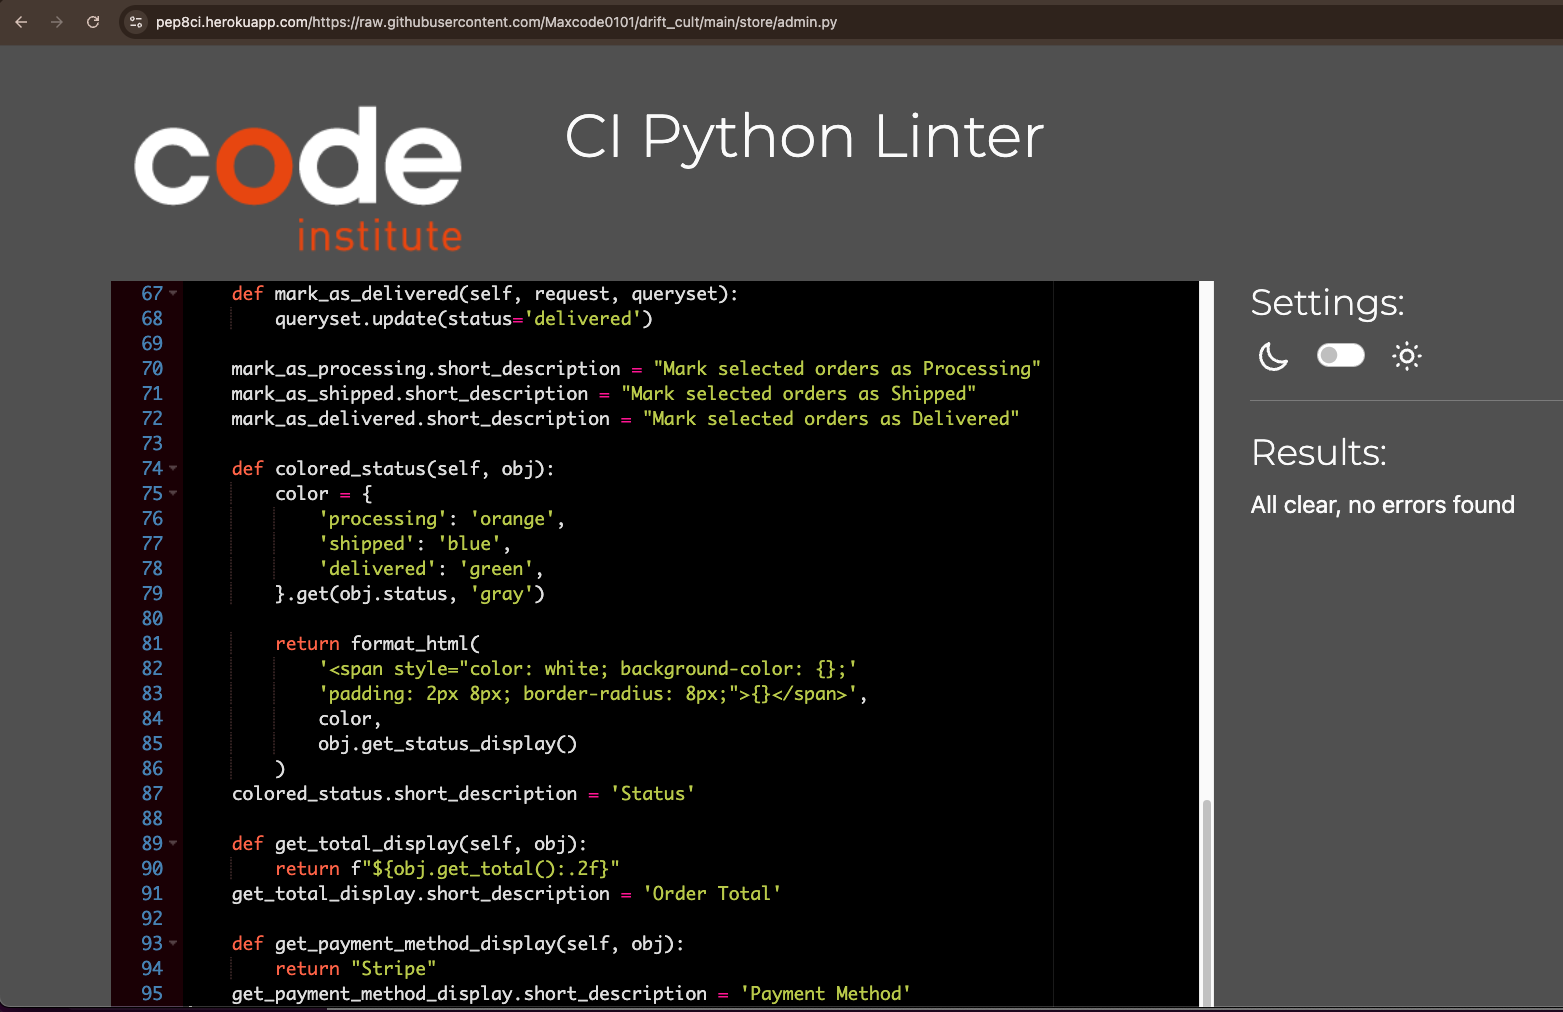 pep8ci.herokuapp.com/https://raw.githubusercontent.com/Maxcode0101/drift_cult/main/store/admin.py
code
institute
CI Python Linter
67 def mark_as_delivered(self, request, queryset):
68 queryset.update(status='delivered')
69
70 mark_as_processing.short_description = "Mark selected orders as Processing"
71 mark_as_shipped.short_description = "Mark selected orders as Shipped"
72 mark_as_delivered.short_description = "Mark selected orders as Delivered"
73
74 def colored_status(self, obj):
75 color = {
76 'processing': 'orange',
77 'shipped': 'blue',
78 'delivered': 'green',
79 }.get(obj.status, 'gray')
80
81 return format_html(
82 '<span style="color: white; background-color: {};'
83 'padding: 2px 8px; border-radius: 8px;">{}</span>',
84 color,
85 obj.get_status_display()
86 )
87 colored_status.short_description = 'Status'
88
89 def get_total_display(self, obj):
90 return f"${obj.get_total():.2f}"
91 get_total_display.short_description = 'Order Total'
92
93 def get_payment_method_display(self, obj):
94 return "Stripe"
95 get_payment_method_display.short_description = 'Payment Method'
Settings:
Results:
All clear, no errors found